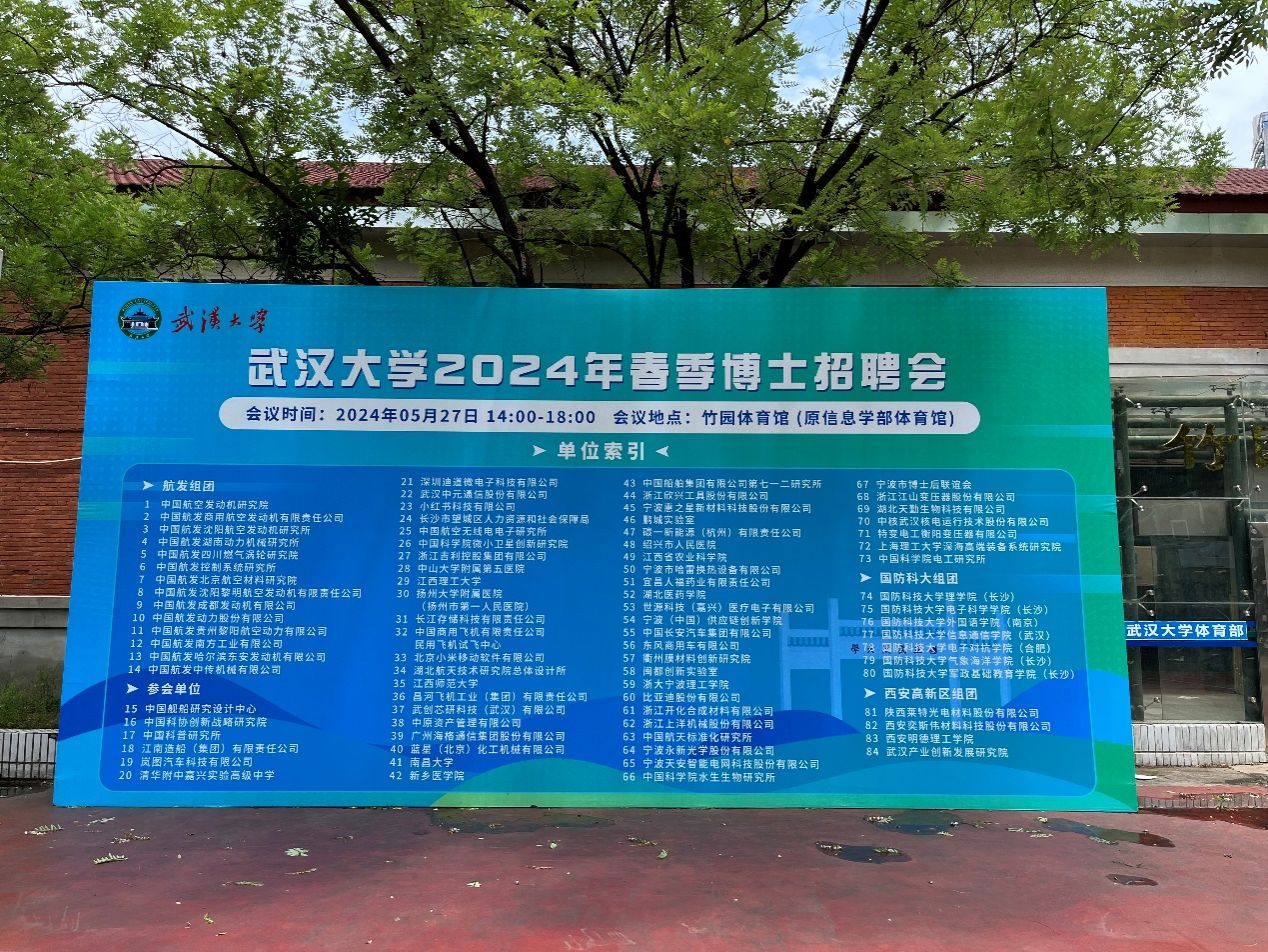 武汉大学
武汉大学2024年春季博士招聘会
会议时间：2024年05月27日 14:00-18:00 会议地点：竹园体育馆 (原信息学部体育馆)
单位索引
航发组团
1 中国航空发动机研究院
2 中国航发商用航空发动机有限责任公司
3 中国航发沈阳航空发动机研究所
4 中国航发湖南动力机械研究所
5 中国航发四川燃气涡轮研究院
6 中国航发控制系统研究所
7 中国航发北京航空材料研究院
8 中国航发沈阳黎明航空发动机有限责任公司
9 中国航发成都发动机有限公司
10 中国航发动力股份有限公司
11 中国航发贵州黎阳航空动力有限公司
12 中国航发南方工业有限公司
13 中国航发哈尔滨东安发动机有限公司
14 中国航发中传机械有限公司
参会单位
15 中国舰船研究设计中心
16 中国科协创新战略研究院
17 中国科普研究所
18 江南造船（集团）有限责任公司
19 岚图汽车科技有限公司
20 清华附中嘉兴实验高级中学
21 深圳迪道微电子科技有限公司
22 武汉中元通信股份有限公司
23 小红书科技有限公司
24 长沙市望城区人力资源和社会保障局
25 中国航空无线电电子研究所
26 中国科学院微小卫星创新研究院
27 浙江吉利控股集团有限公司
28 中山大学附属第五医院
29 江西理工大学
30 扬州大学附属医院
（扬州市第一人民医院）
31 长江存储科技有限责任公司
32 中国商用飞机有限责任公司
民用飞机试飞中心
33 北京小米移动软件有限公司
34 湖北航天技术研究院总体设计所
35 江西师范大学
36 昌河飞机工业（集团）有限责任公司
37 武创芯研科技（武汉）有限公司
38 中原资产管理有限公司
39 广州海格通信集团股份有限公司
40 蓝星（北京）化工机械有限公司
41 南昌大学
42 新乡医学院
43 中国船舶集团有限公司第七一二研究所
44 浙江欣兴工具股份有限公司
45 宁波惠之星新材料科技股份有限公司
46 鹏城实验室
47 碳一新能源（杭州）有限责任公司
48 绍兴市人民医院
49 江西省农业科学院
50 宁波市哈雷换热设备有限公司
51 宜昌人福药业有限责任公司
52 湖北医药学院
53 世源科技（嘉兴）医疗电子有限公司
54 宁波（中国）供应链创新学院
55 中国长安汽车集团有限公司
56 东风商用车有限公司
57 衢州膜材料创新研究院
58 闽都创新实验室
59 浙大宁波理工学院
60 比亚迪股份有限公司
61 浙江开化合成材料有限公司
62 浙江上洋机械股份有限公司
63 中国航天标准化研究所
64 宁波永新光学股份有限公司
65 宁波天安智能电网科技股份有限公司
66 中国科学院水生生物研究所
67 宁波市博士后联谊会
68 浙江江山变压器股份有限公司
69 湖北天勤生物科技有限公司
70 中核武汉核电运行技术股份有限公司
71 特变电工衡阳变压器有限公司
72 上海理工大学深海高端装备系统研究院
73 中国科学院电工研究所
国防科大组团
74 国防科技大学理学院（长沙）
75 国防科技大学电子科学学院（长沙）
76 国防科技大学外国语学院（南京）
77 国防科技大学信息通信学院（武汉）
78 国防科技大学电子对抗学院（合肥）
79 国防科技大学气象海洋学院（长沙）
80 国防科技大学军政基础教育学院（长沙）
西安高新区组团
81 陕西莱特光电材料股份有限公司
82 西安奕斯伟材料科技股份有限公司
83 西安明德理工学院
84 武汉产业创新发展研究院
武汉大学体育部
竹园